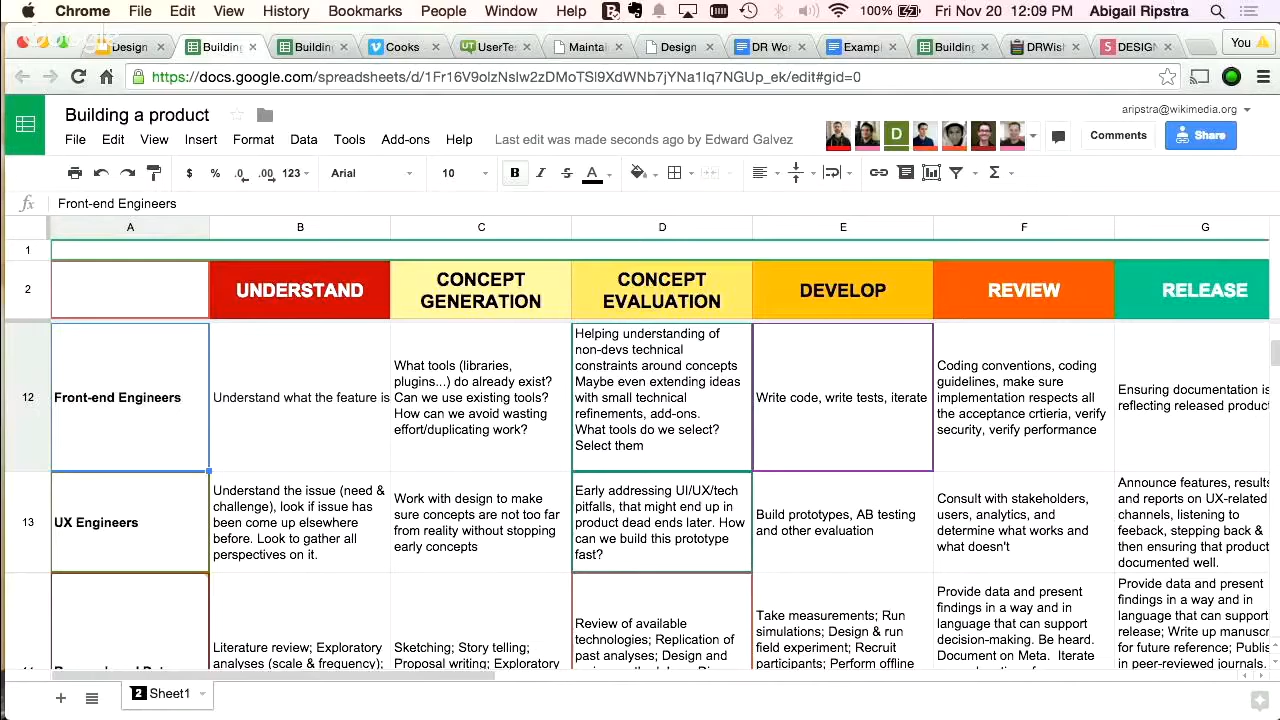 Chrome File Edit View History Bookmarks People Window Help 100% Fri Nov 20 12:09 PM Abigail Ripstra
Design Building Building Cooks UserTe Maintai Design DR Wo Exampl Building DRWish DESIGN You
https://docs.google.com/spreadsheets/d/1Fr16V9olzNslw2zDMoTSl9XdWNb7jYNa1lq7NGUp_ek/edit#gid=0
Building a product
aripstra@wikimedia.org
File Edit View Insert Format Data Tools Add-ons Help Last edit was made seconds ago by Edward Galvez
D Comments Share
$ % .0 .00 123 Arial 10 B I S A Σ
fx Front-end Engineers
A B C D E F G
1
2 UNDERSTAND CONCEPT GENERATION CONCEPT EVALUATION DEVELOP REVIEW RELEASE
12
Front-end Engineers
Understand what the feature is
What tools (libraries,
plugins...) do already exist?
Can we use existing tools?
How can we avoid wasting
effort/duplicating work?
Helping understanding of
non-devs technical
constraints around concepts
Maybe even extending ideas
with small technical
refinements, add-ons.
What tools do we select?
Select them
Write code, write tests, iterate
Coding conventions, coding
guidelines, make sure
implementation respects all
the acceptance crtieria, verify
security, verify performance
Ensuring documentation is
reflecting released product
13
UX Engineers
Understand the issue (need &
challenge), look if issue has
been come up elsewhere
before. Look to gather all
perspectives on it.
Work with design to make
sure concepts are not too far
from reality without stopping
early concepts
Early addressing UI/UX/tech
pitfalls, that might end up in
product dead ends later. How
can we build this prototype
fast?
Build prototypes, AB testing
and other evaluation
Consult with stakeholders,
users, analytics, and
determine what works and
what doesn't
Announce features, results
and reports on UX-related
channels, listening to
feeback, stepping back &
then ensuring that product
documented well.
Literature review; Exploratory
analyses (scale & frequency);
Sketching; Story telling;
Proposal writing; Exploratory
Review of available
technologies; Replication of
past analyses; Design and
Take measurements; Run
simulations; Design & run
field experiment; Recruit
participants; Perform offline
Provide data and present
findings in a way and in
language that can support
decision-making. Be heard.
Document on Meta. Iterate
Provide data and present
findings in a way and in
language that can support
release; Write up manuscr
for future reference; Publis
in peer-reviewed journals.
2 Sheet1